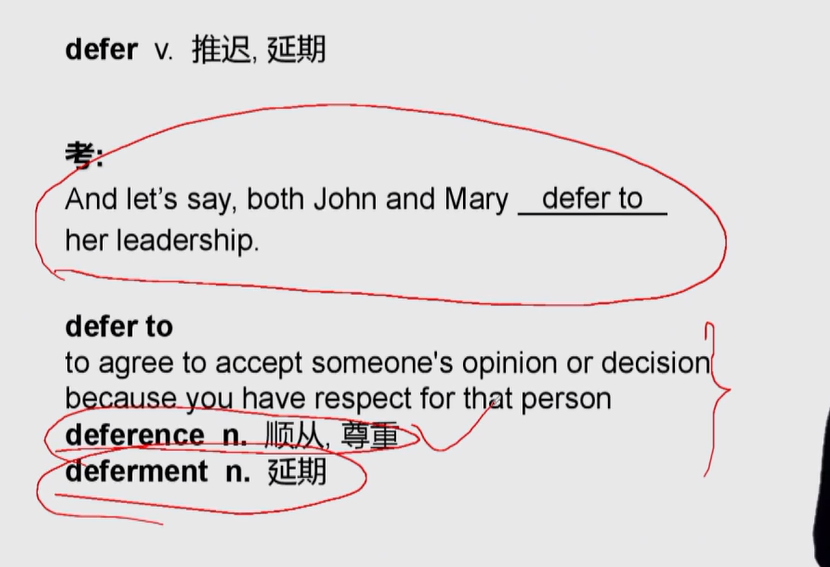 defer v. 推迟, 延期
考:
And let’s say, both John and Mary defer to
her leadership.
defer to
to agree to accept someone's opinion or decision
because you have respect for that person
deference n. 顺从, 尊重
deferment n. 延期